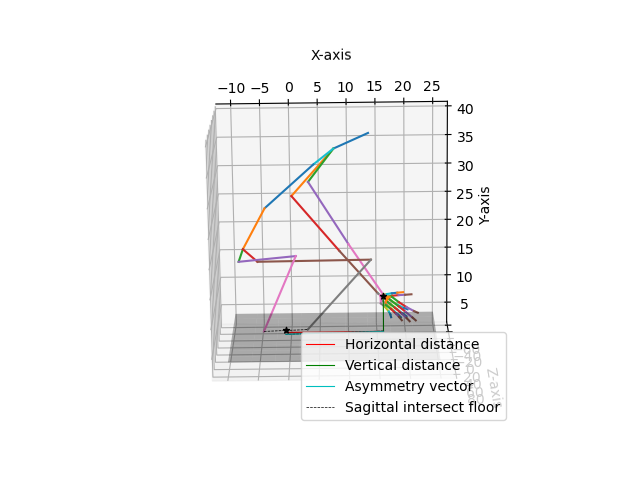 X-axis
−10 −5 0 5 10 15 20 25
40
35
30
25
20
15
10
5
Y-axis
Z-axis
Horizontal distance
Vertical distance
Asymmetry vector
Sagittal intersect floor